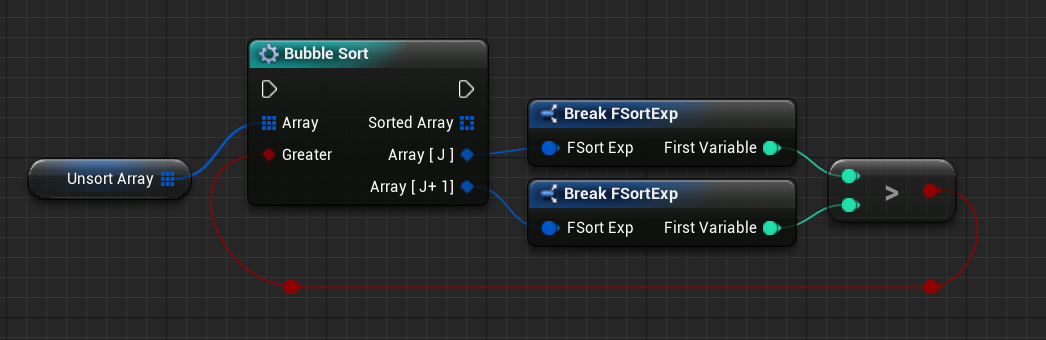 Bubble Sort
Array
Sorted Array
Greater
Array [ J ]
Array [ J+ 1]
Unsort Array
Break FSortExp
FSort Exp
First Variable
Break FSortExp
FSort Exp
First Variable
>